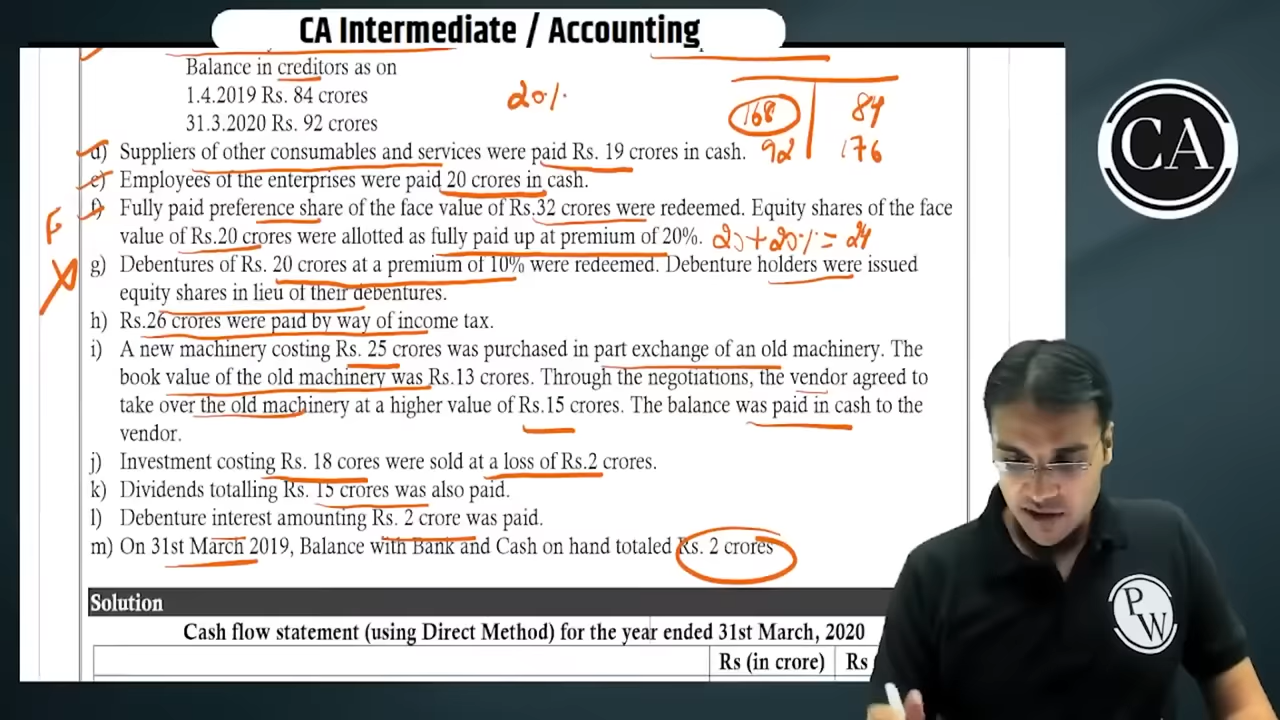 CA Intermediate / Accounting
Balance in creditors as on
1.4.2019 Rs. 84 crores
31.3.2020 Rs. 92 crores
20%
168 84
92 176
d) Suppliers of other consumables and services were paid Rs. 19 crores in cash.
e) Employees of the enterprises were paid 20 crores in cash.
F
f) Fully paid preference share of the face value of Rs.32 crores were redeemed. Equity shares of the face
value of Rs.20 crores were allotted as fully paid up at premium of 20%. 20+20%=24
g) Debentures of Rs. 20 crores at a premium of 10% were redeemed. Debenture holders were issued
equity shares in lieu of their debentures.
h) Rs.26 crores were paid by way of income tax.
i) A new machinery costing Rs. 25 crores was purchased in part exchange of an old machinery. The
book value of the old machinery was Rs.13 crores. Through the negotiations, the vendor agreed to
take over the old machinery at a higher value of Rs.15 crores. The balance was paid in cash to the
vendor.
j) Investment costing Rs. 18 cores were sold at a loss of Rs.2 crores.
k) Dividends totalling Rs. 15 crores was also paid.
l) Debenture interest amounting Rs. 2 crore was paid.
m) On 31st March 2019, Balance with Bank and Cash on hand totaled Rs. 2 crores
Solution
Cash flow statement (using Direct Method) for the year ended 31st March, 2020
Rs (in crore) Rs
CA
PW